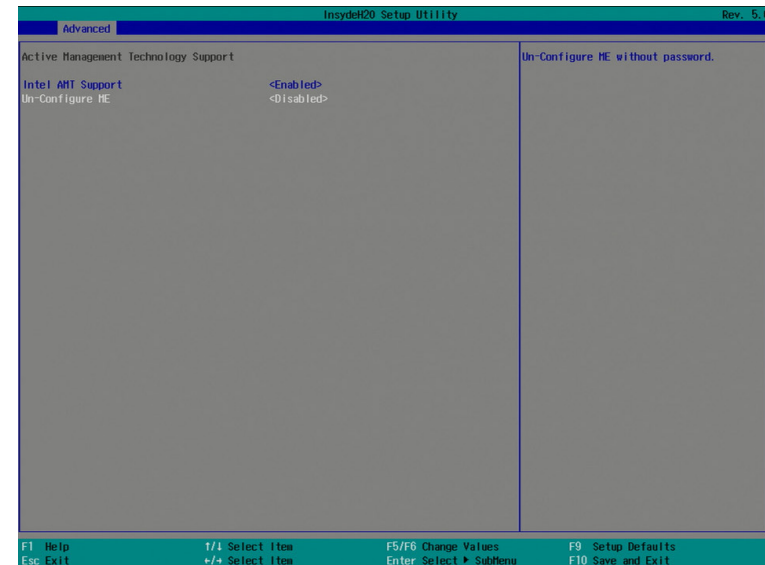 InsydeH20 Setup Utility Rev. 5.
Advanced
Active Management Technology Support
Un-Configure ME without password.
Intel AMT Support <Enabled>
Un-Configure ME <Disabled>
F1 Help ↑/↓ Select Item F5/F6 Change Values F9 Setup Defaults
Esc Exit ←/→ Select Item Enter Select ▶ SubMenu F10 Save and Exit